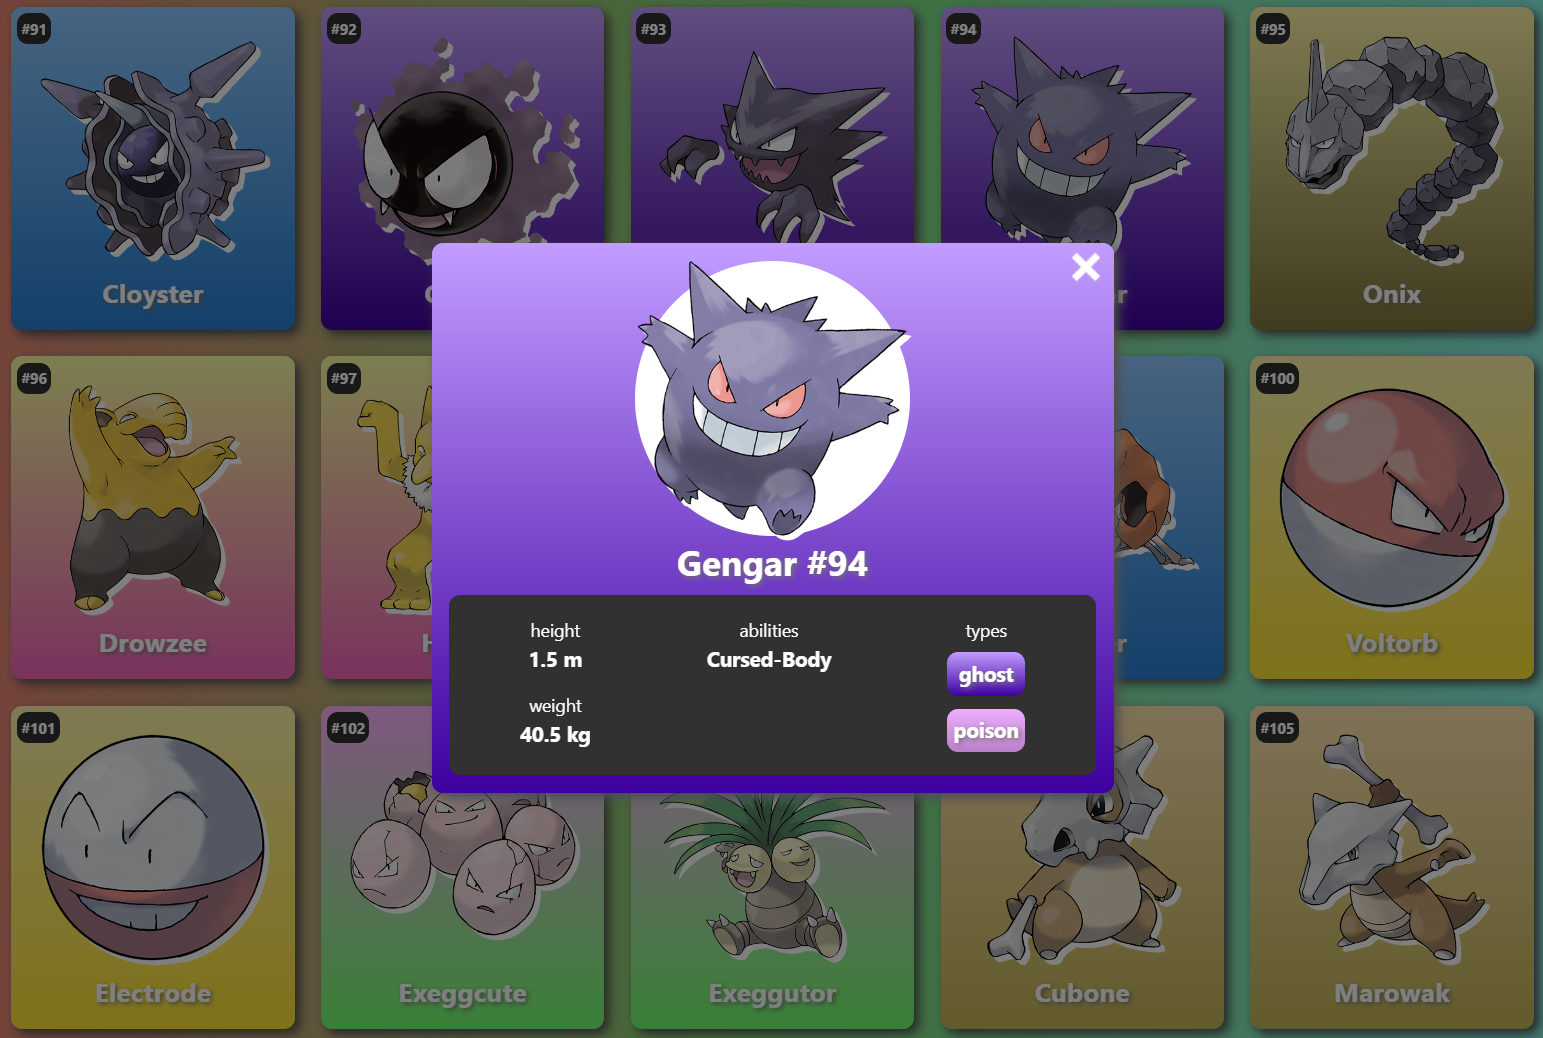 #91
#92
#93
#94
#95
Cloyster
Onix
Gengar #94
height
1.5 m
weight
40.5 kg
abilities
Cursed-Body
types
ghost
poison
#96
#97
#100
Drowzee
Voltorb
#101
#102
#105
Electrode
Exeggcute
Exeggutor
Cubone
Marowak